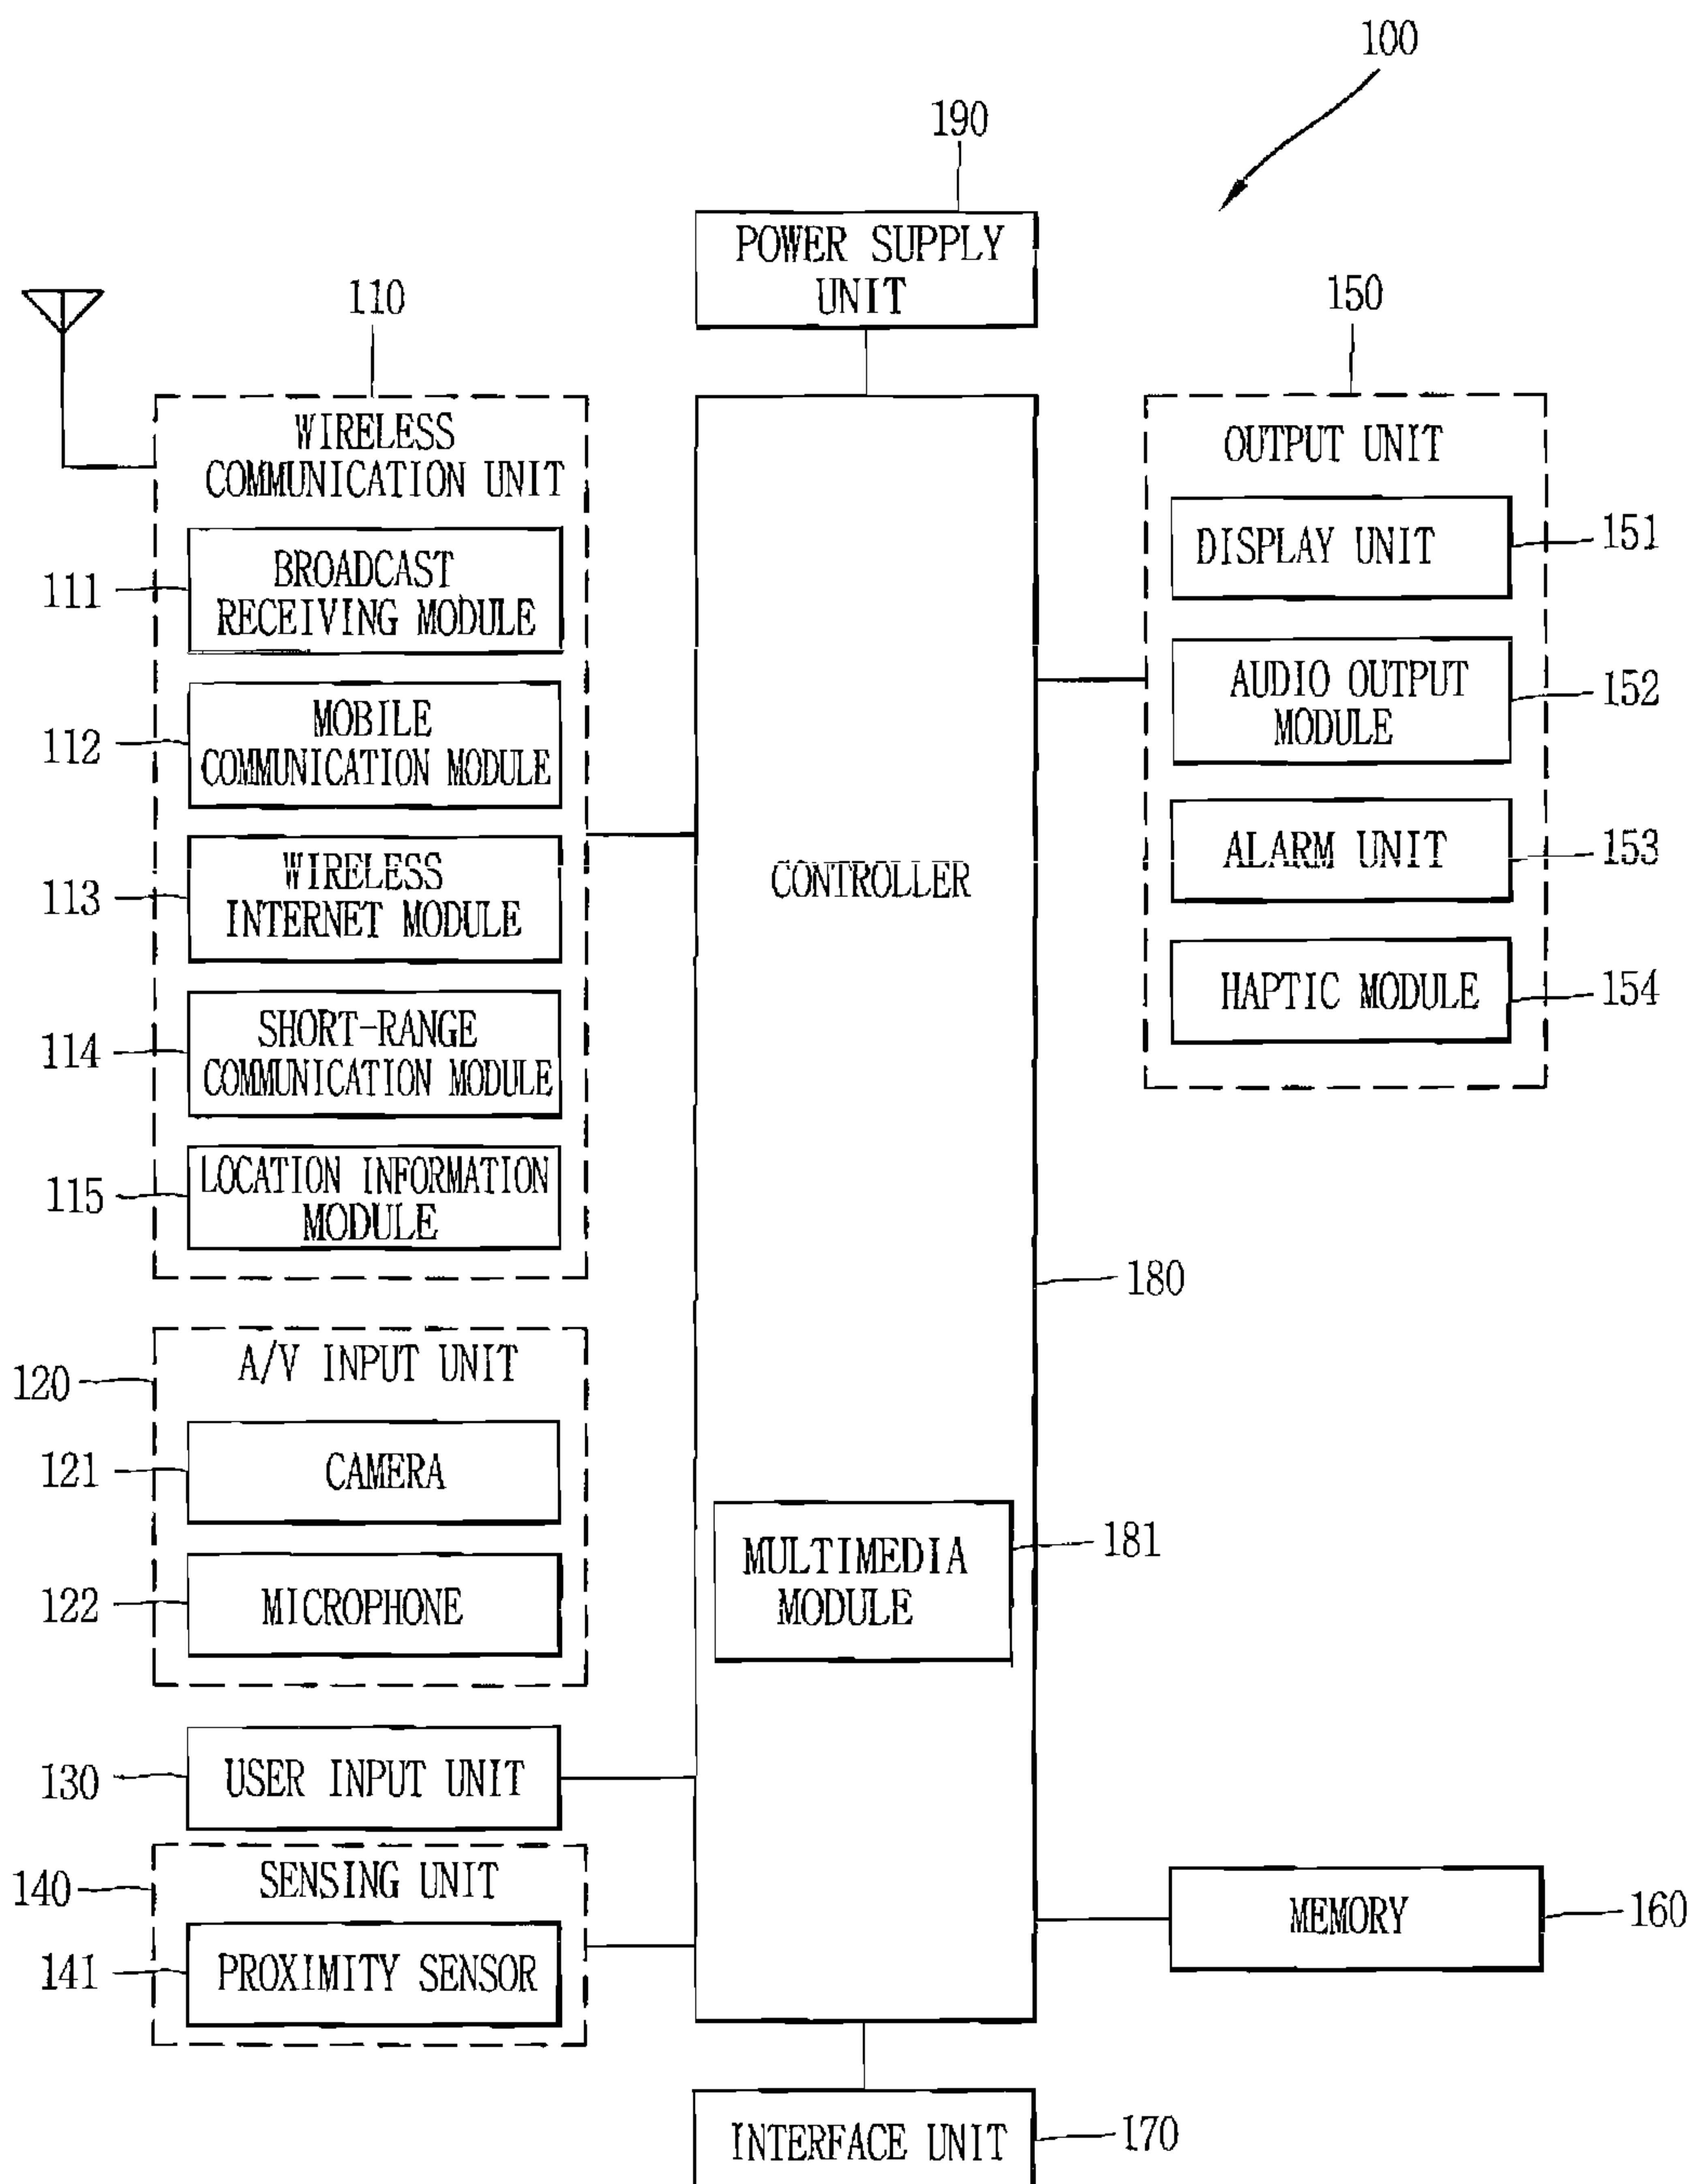 100
190
POWER SUPPLY
UNIT
110
150
WIRELESS
COMMUNICATION UNIT
OUTPUT UNIT
BROADCAST
RECEIVING MODULE
111
MOBILE
COMMUNICATION MODULE
112
WIRELESS
INTERNET MODULE
113
SHORT-RANGE
COMMUNICATION MODULE
114
LOCATION INFORMATION
MODULE
115
CONTROLLER
DISPLAY UNIT
151
AUDIO OUTPUT
MODULE
152
ALARM UNIT
153
HAPTIC MODULE
154
180
A/V INPUT UNIT
120
CAMERA
121
MICROPHONE
122
MULTIMEDIA
MODULE
181
USER INPUT UNIT
130
SENSING UNIT
140
PROXIMITY SENSOR
141
MEMORY
160
INTERFACE UNIT
170